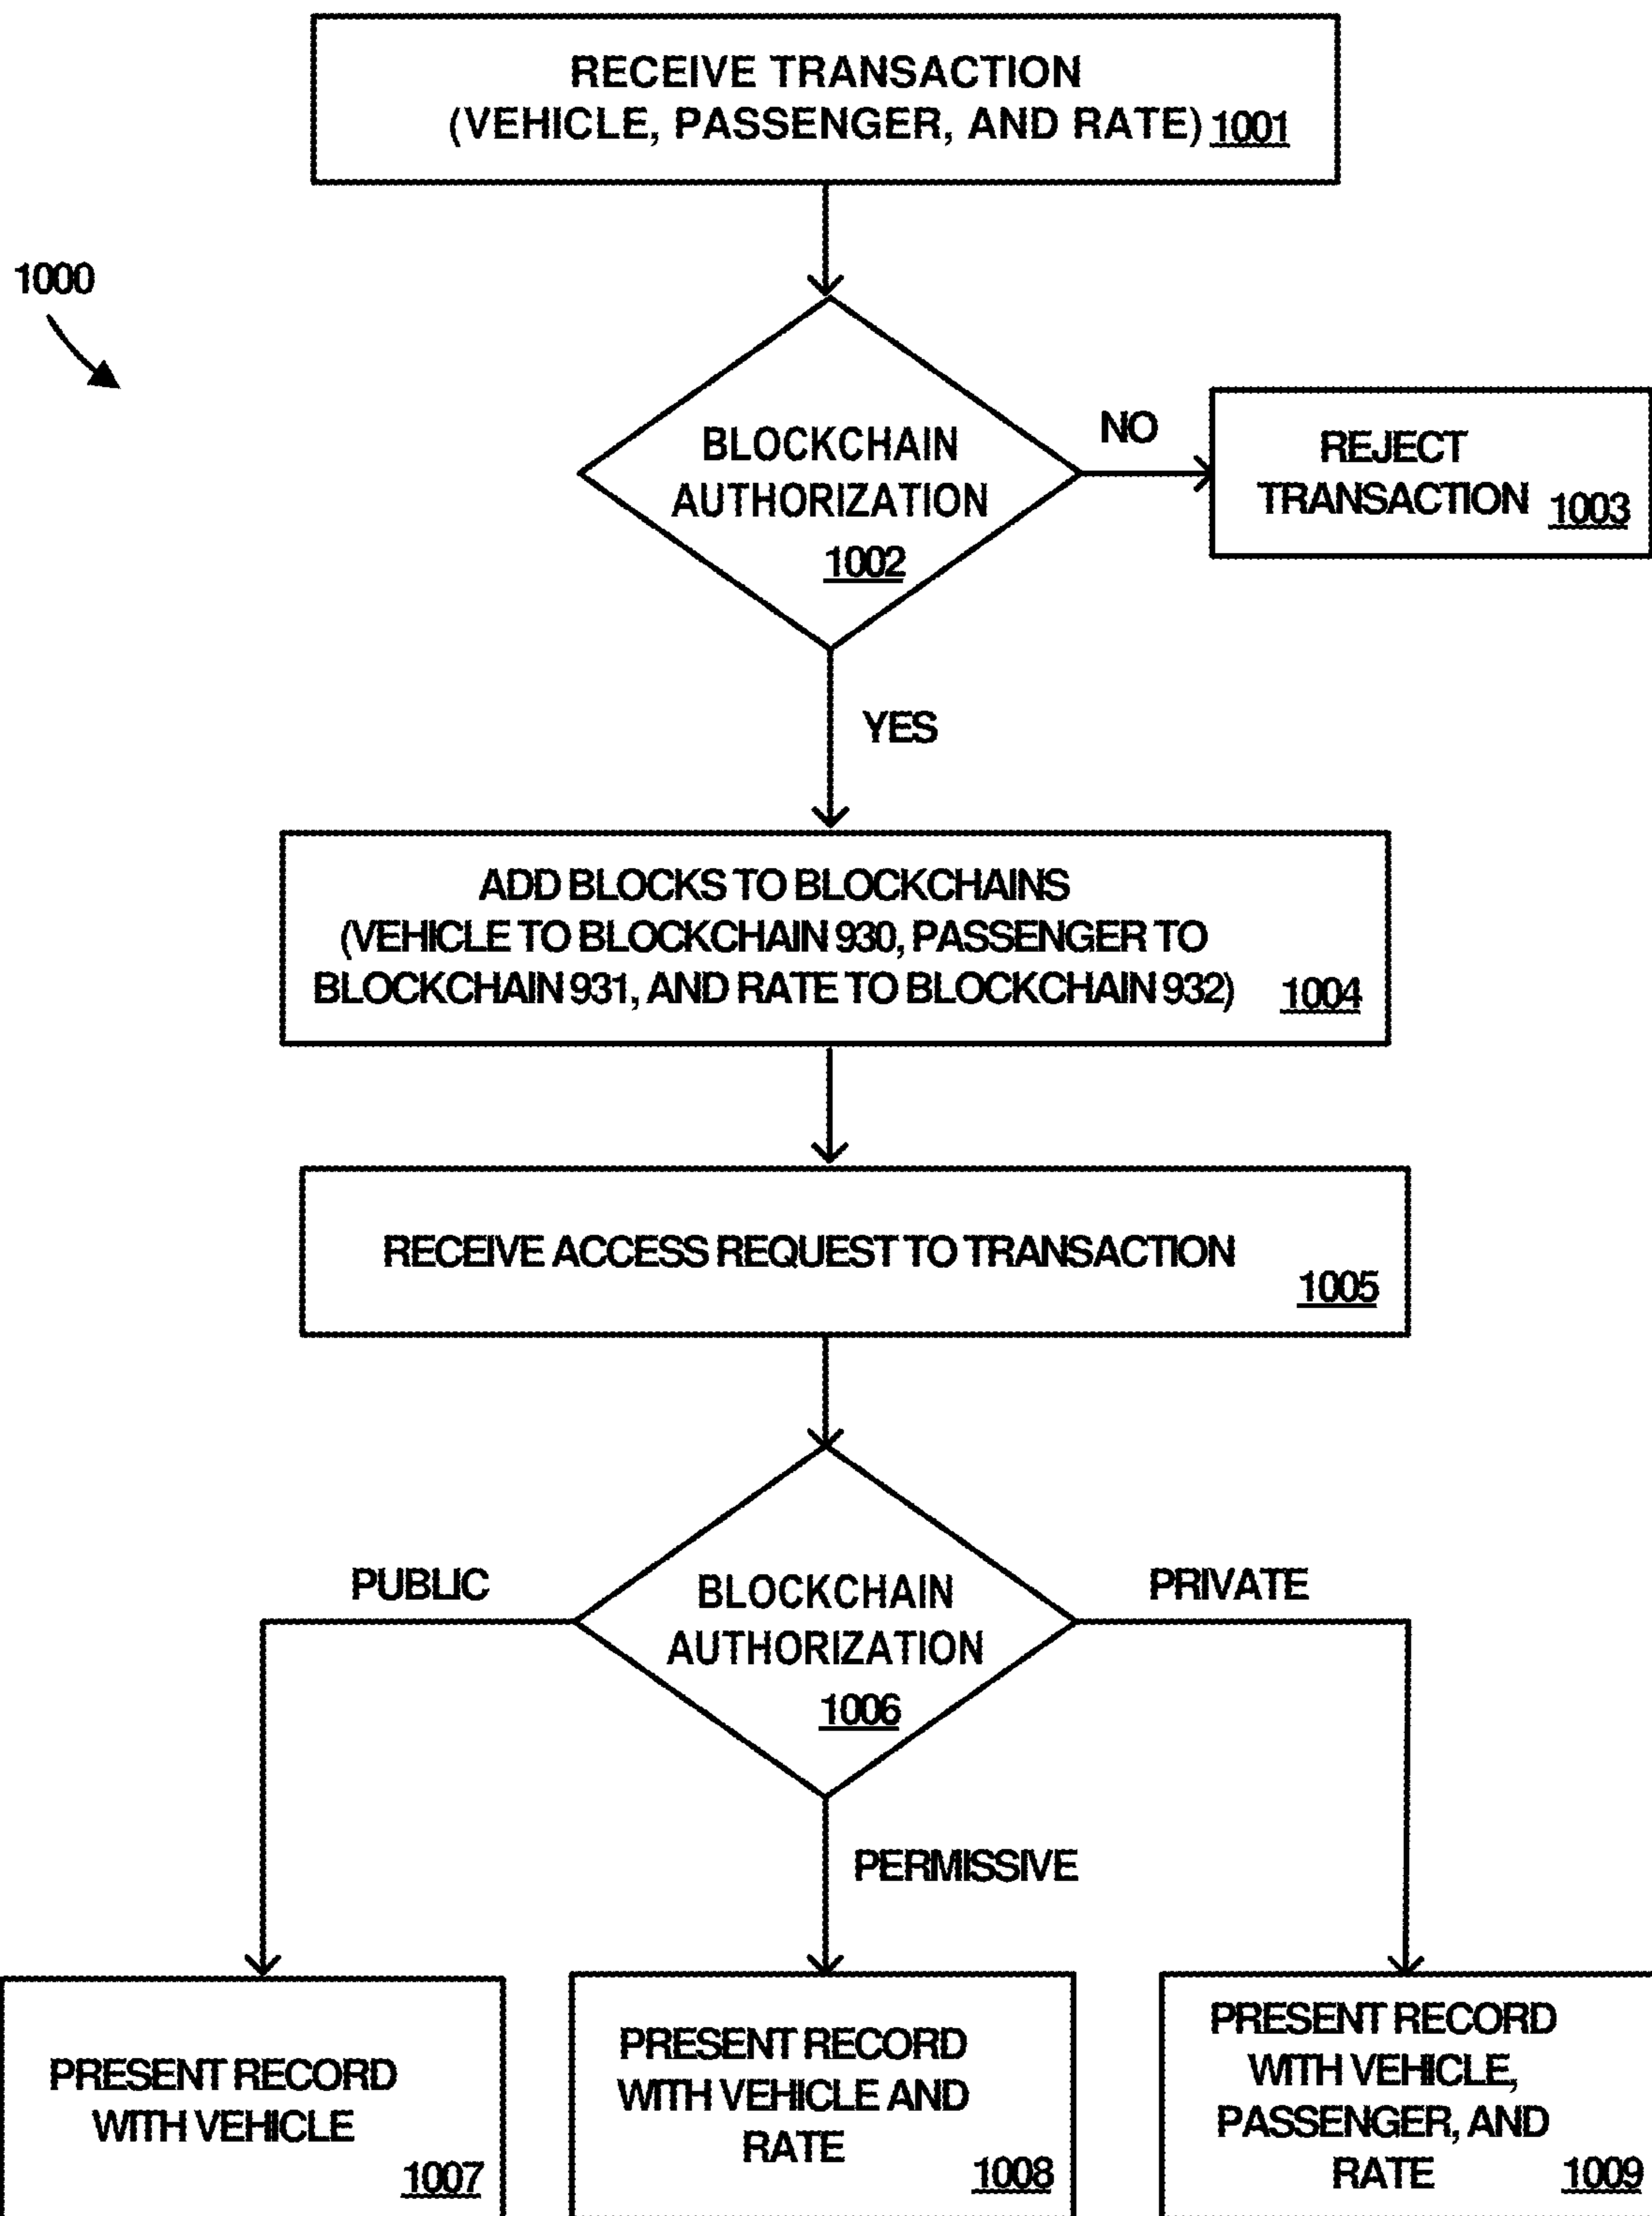 RECEIVE TRANSACTION
(VEHICLE, PASSENGER, AND RATE) 1001
1000
BLOCKCHAIN
AUTHORIZATION
1002
NO
REJECT
TRANSACTION 1003
YES
ADD BLOCKS TO BLOCKCHAINS
(VEHICLE TO BLOCKCHAIN 930, PASSENGER TO
BLOCKCHAIN 931, AND RATE TO BLOCKCHAIN 932) 1004
RECEIVE ACCESS REQUEST TO TRANSACTION
1005
PUBLIC
BLOCKCHAIN
AUTHORIZATION
1006
PRIVATE
PERMISSIVE
PRESENT RECORD
WITH VEHICLE
1007
PRESENT RECORD
WITH VEHICLE AND
RATE 1008
PRESENT RECORD
WITH VEHICLE,
PASSENGER, AND
RATE 1009